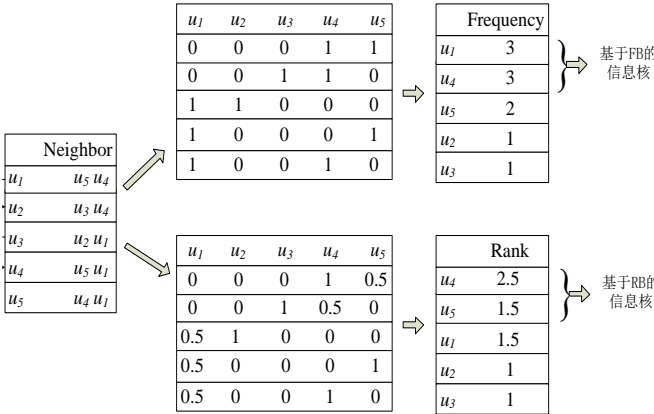 Neighbor
u1 u5 u4
u2 u3 u4
u3 u2 u1
u4 u5 u1
u5 u4 u1
u1 u2 u3 u4 u5
0 0 0 1 1
0 0 1 1 0
1 1 0 0 0
1 0 0 0 1
1 0 0 1 0
Frequency
u1 3
u4 3
u5 2
u2 1
u3 1
基于FB的
信息核
u1 u2 u3 u4 u5
0 0 0 1 0.5
0 0 1 0.5 0
0.5 1 0 0 0
0.5 0 0 0 1
0.5 0 0 1 0
Rank
u4 2.5
u5 1.5
u1 1.5
u2 1
u3 1
基于RB的
信息核